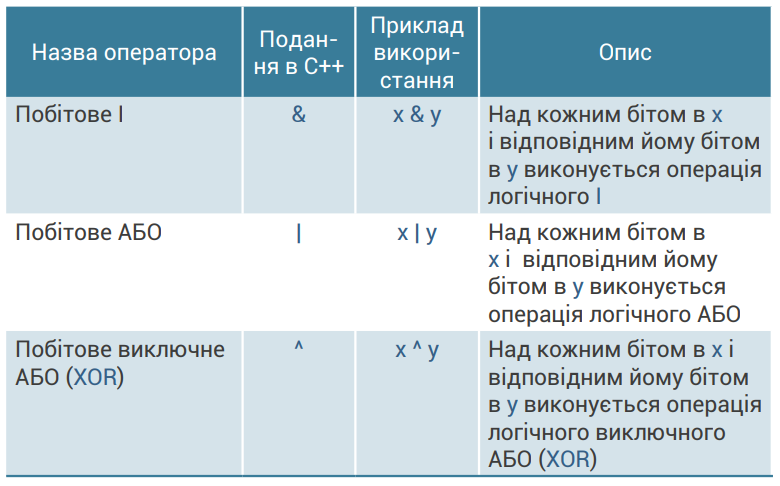 Назва оператора
Подан-
ня в C++
Приклад
викори-
стання
Опис
Побітове І
&
x & y
Над кожним бітом в x
і відповідним йому бітом
в y виконується операція
логічного І
Побітове АБО
|
x | y
Над кожним бітом в
x і відповідним йому
бітом в y виконується
операція логічного АБО
Побітове виключне
АБО (XOR)
^
x ^ y
Над кожним бітом в x і
відповідним йому бітом
в y виконується операція
логічного виключного
АБО (XOR)